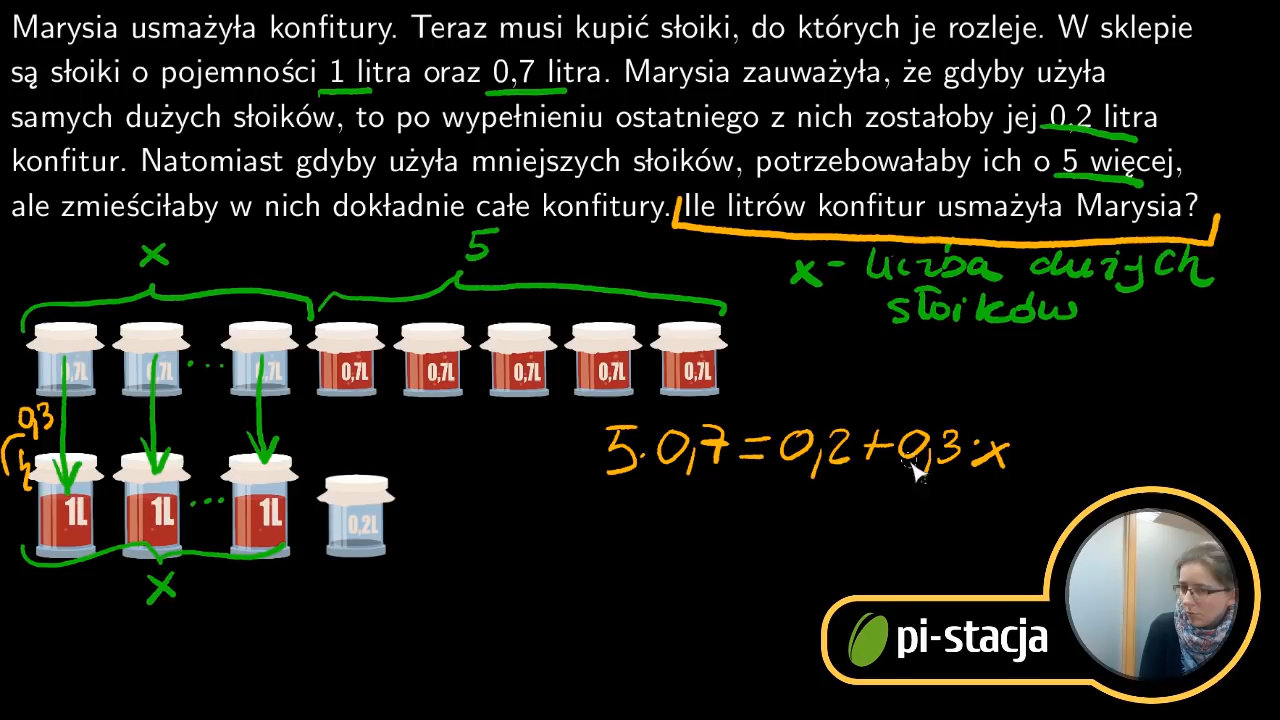 Marysia usmażyła konfitury. Teraz musi kupić słoiki, do których je rozleje. W sklepie
są słoiki o pojemności 1 litra oraz 0,7 litra. Marysia zauważyła, że gdyby użyła
samych dużych słoików, to po wypełnieniu ostatniego z nich zostałoby jej 0,2 litra
konfitur. Natomiast gdyby użyła mniejszych słoików, potrzebowałaby ich o 5 więcej,
ale zmieściłaby w nich dokładnie całe konfitury. Ile litrów konfitur usmażyła Marysia?
x 5
x - liczba dużych
słoików
0,7L 0,7L ... 0,7L 0,7L 0,7L 0,7L 0,7L 0,7L
0,3
5·0,7=0,2+0,3·x
1L 1L ... 1L 0,2L
x
pi-stacja